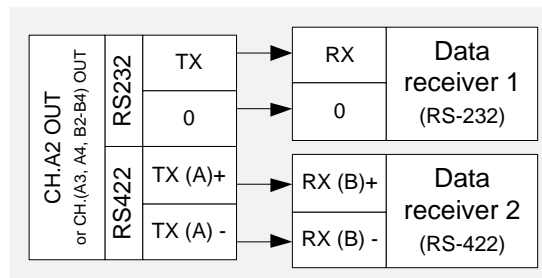 CH.A2 OUT
or CH.(A3, A4, B2-B4) OUT
RS232
TX
0
RS422
TX (A)+
TX (A) -
RX
0
Data
receiver 1
(RS-232)
RX (B)+
RX (B) -
Data
receiver 2
(RS-422)